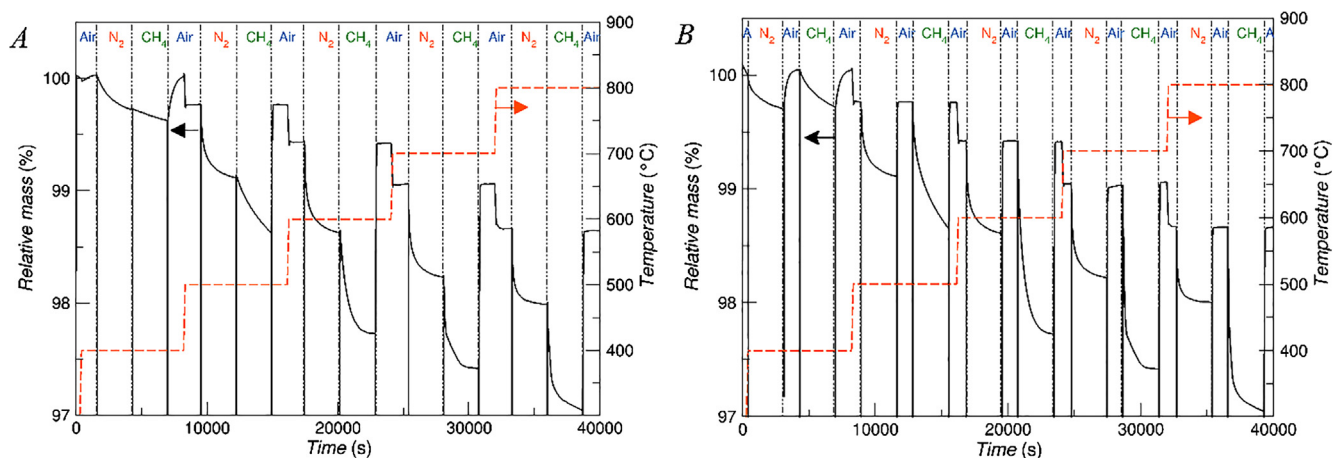 A
Air N2 CH4 Air N2 CH4 Air N2 CH4 Air N2 CH4 Air N2 CH4 Air
Relative mass (%)
100
99
98
97
900
800
700
600
500
400
Temperature (°C)
0 10000 20000 30000 40000
Time (s)
B
A N2 Air CH4 Air N2 Air CH4 Air N2 Air CH4 Air N2 Air CH4 Air N2 Air CH4 A
Relative mass (%)
100
99
98
97
900
800
700
600
500
400
Temperature (°C)
0 10000 20000 30000 40000
Time (s)